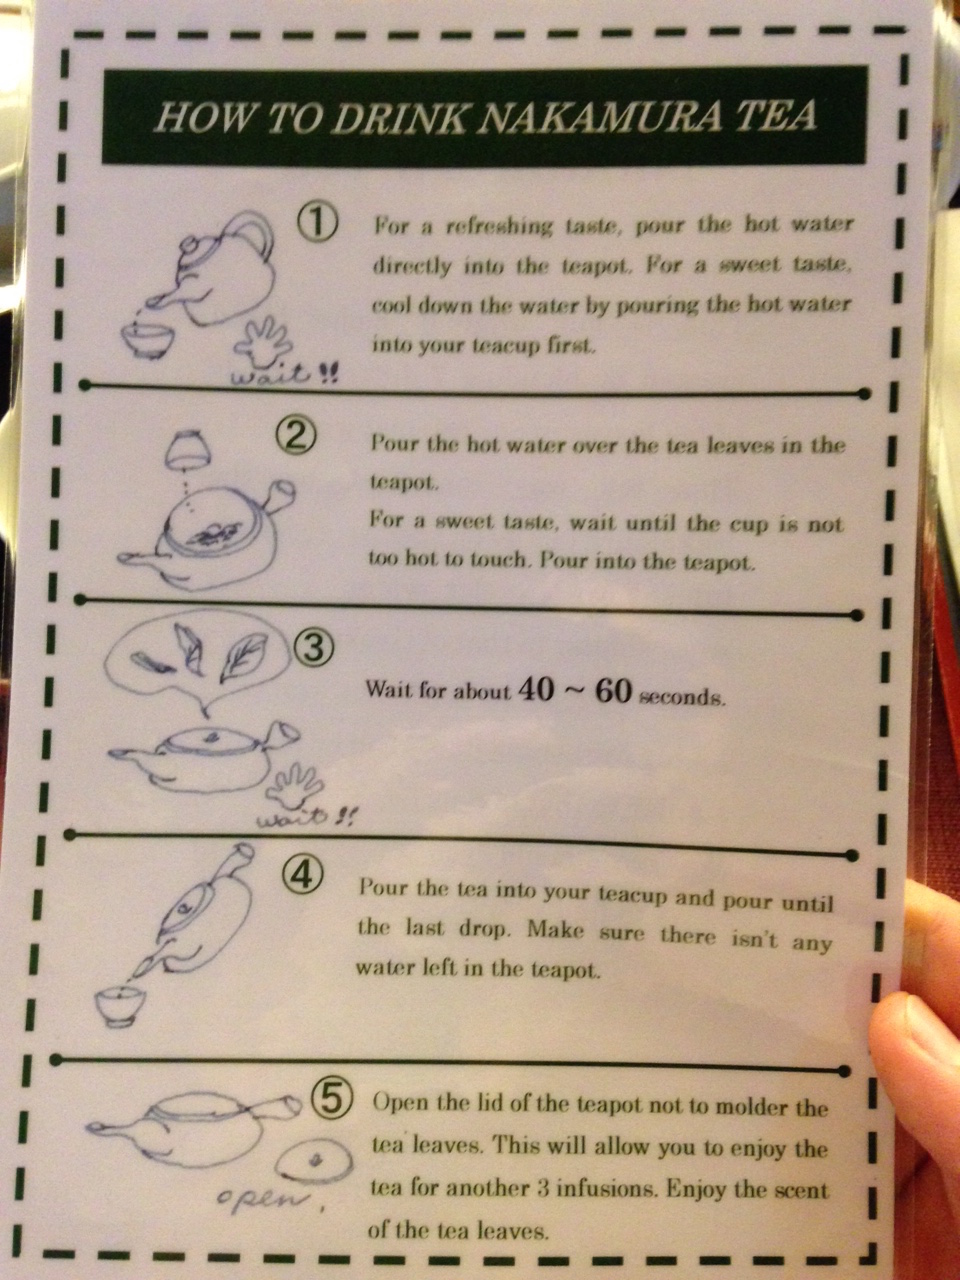 HOW TO DRINK NAKAMURA TEA
①
For a refreshing taste, pour the hot water
directly into the teapot. For a sweet taste,
cool down the water by pouring the hot water
into your teacup first.
wait!!
②
Pour the hot water over the tea leaves in the
teapot.
For a sweet taste, wait until the cup is not
too hot to touch. Pour into the teapot.
③
Wait for about 40 ~ 60 seconds.
wait!!
④
Pour the tea into your teacup and pour until
the last drop. Make sure there isn't any
water left in the teapot.
⑤
Open the lid of the teapot not to molder the
tea leaves. This will allow you to enjoy the
tea for another 3 infusions. Enjoy the scent
of the tea leaves.
open,